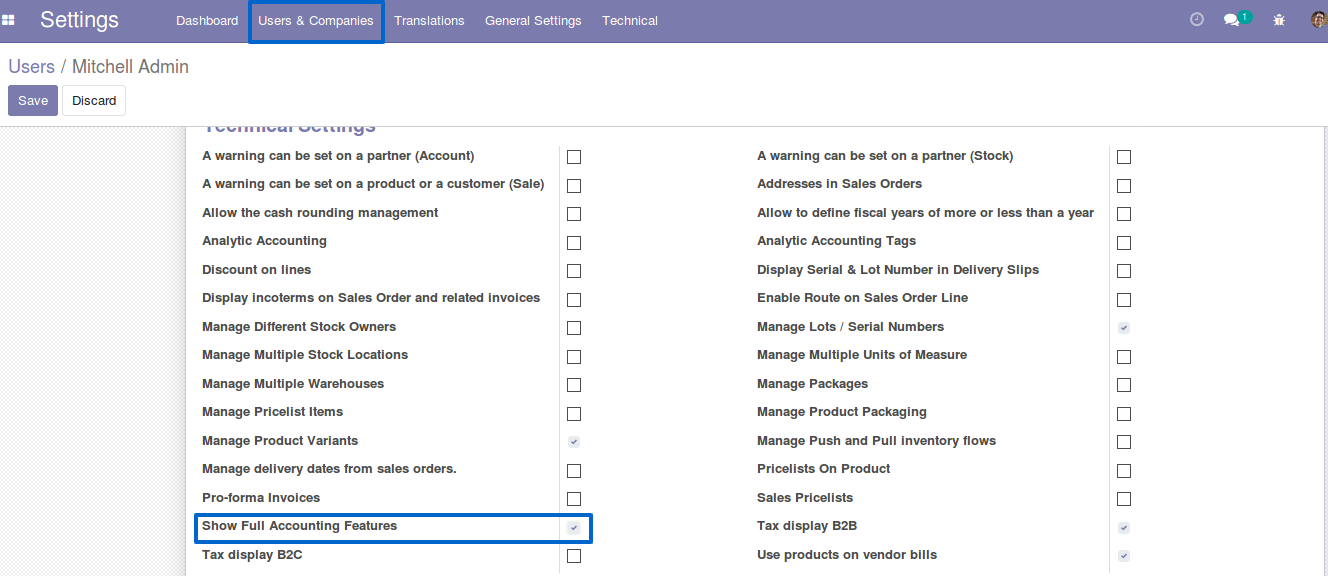 Settings Dashboard Users & Companies Translations General Settings Technical 1
Users / Mitchell Admin
Save Discard
Technical Settings
A warning can be set on a partner (Account) A warning can be set on a partner (Stock)
A warning can be set on a product or a customer (Sale) Addresses in Sales Orders
Allow the cash rounding management Allow to define fiscal years of more or less than a year
Analytic Accounting Analytic Accounting Tags
Discount on lines Display Serial & Lot Number in Delivery Slips
Display incoterms on Sales Order and related invoices Enable Route on Sales Order Line
Manage Different Stock Owners Manage Lots / Serial Numbers
Manage Multiple Stock Locations Manage Multiple Units of Measure
Manage Multiple Warehouses Manage Packages
Manage Pricelist Items Manage Product Packaging
Manage Product Variants Manage Push and Pull inventory flows
Manage delivery dates from sales orders. Pricelists On Product
Pro-forma Invoices Sales Pricelists
Show Full Accounting Features Tax display B2B
Tax display B2C Use products on vendor bills